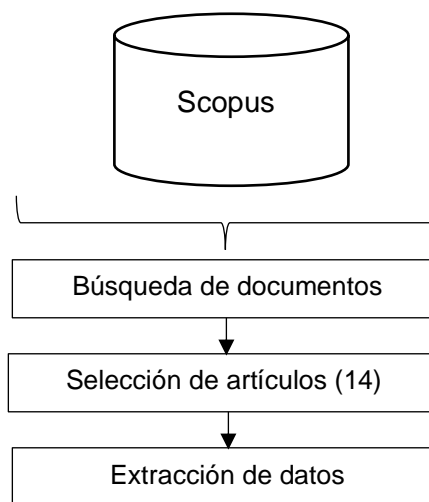 Scopus
Búsqueda de documentos
Selección de artículos (14)
Extracción de datos